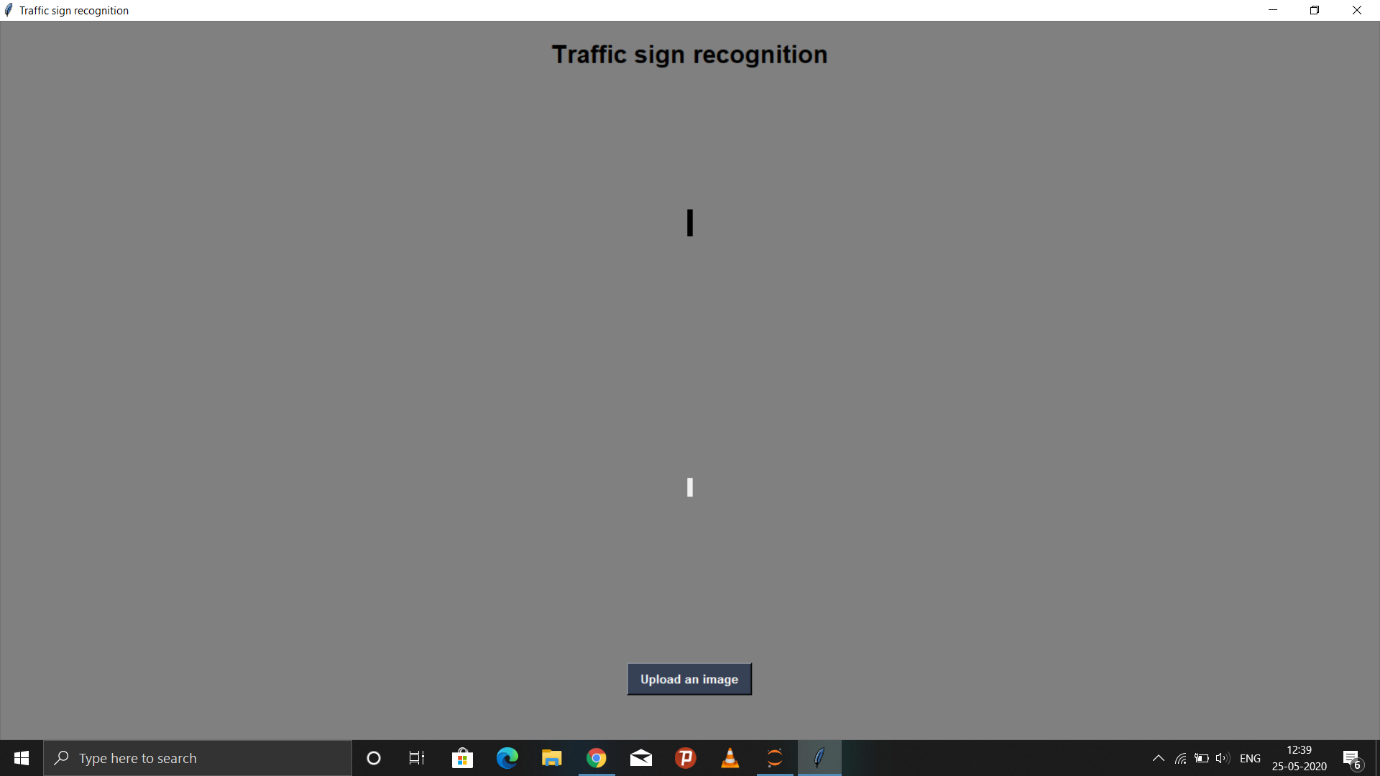 Traffic sign recognition
Traffic sign recognition
Upload an image
Type here to search
ENG
12:39
25-05-2020
6